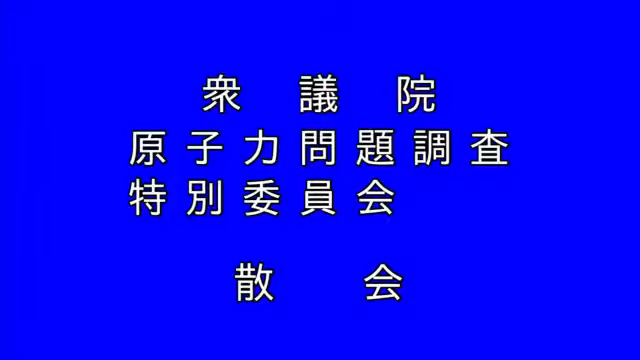 衆議院
原子力問題調査
特別委員会
散会